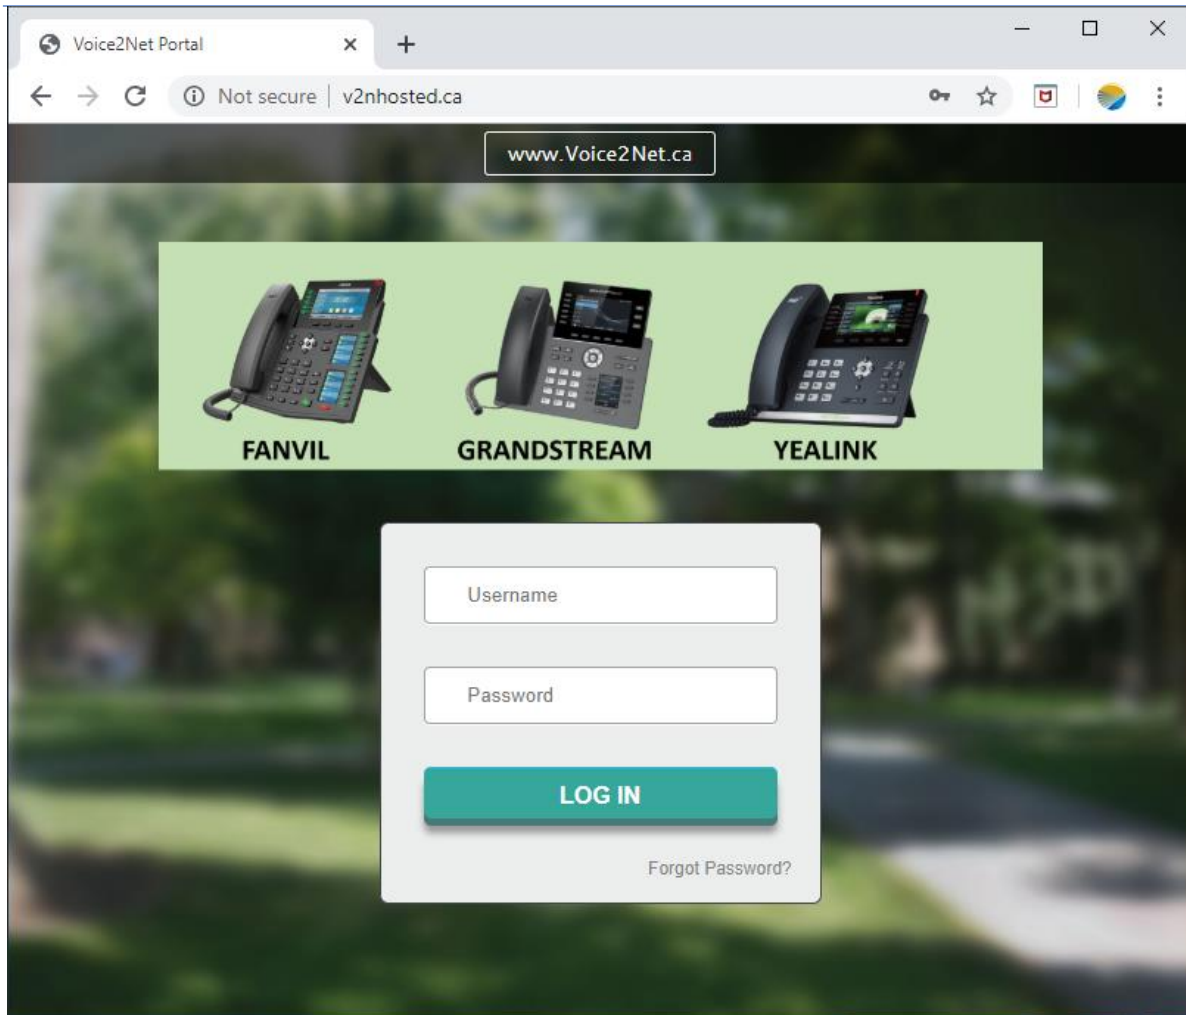 Voice2Net Portal
Not secure | v2nhosted.ca
www.Voice2Net.ca
FANVIL GRANDSTREAM YEALINK
Username
Password
LOG IN
Forgot Password?